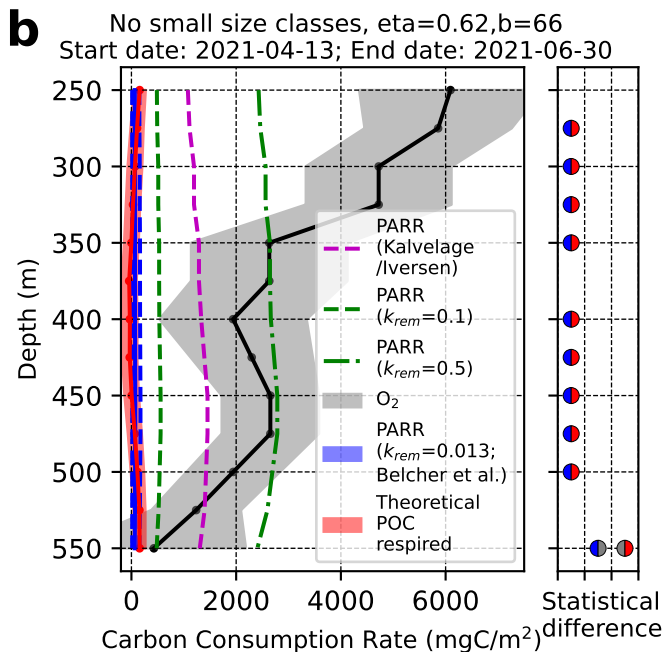 b
No small size classes, eta=0.62,b=66
Start date: 2021-04-13; End date: 2021-06-30
250
300
350
400
450
500
550
Depth (m)
PARR
(Kalvelage
/Iversen)
PARR
(k_rem=0.1)
PARR
(k_rem=0.5)
O₂
PARR
(k_rem=0.013;
Belcher et al.)
Theoretical
POC
respired
0 2000 4000 6000
Carbon Consumption Rate (mgC/m²)
Statistical
difference